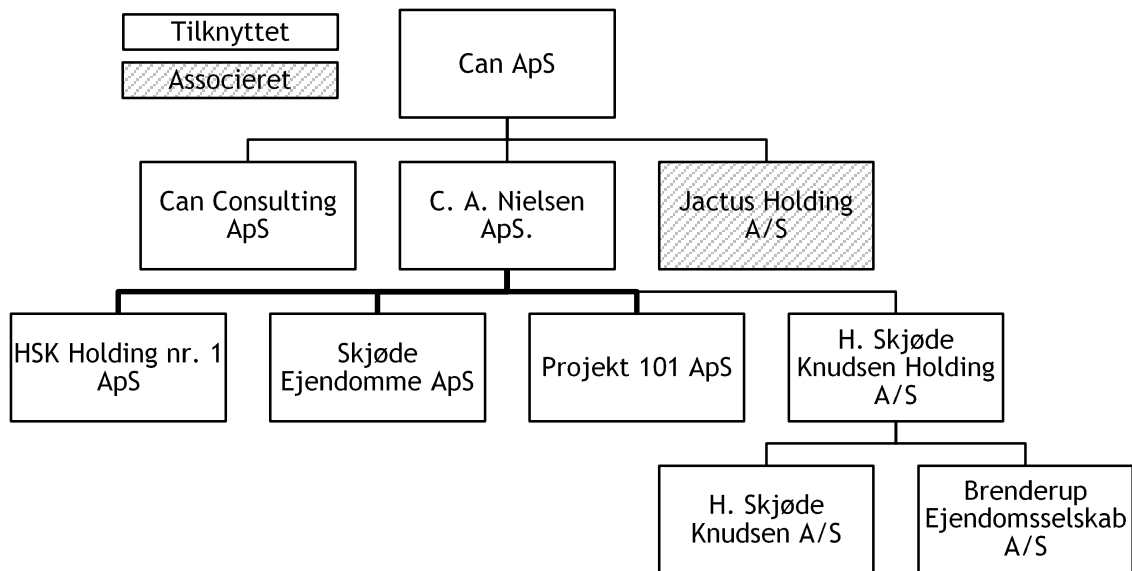 Tilknyttet
Associeret
Can ApS
Can Consulting
ApS
C. A. Nielsen
ApS.
Jactus Holding
A/S
HSK Holding nr. 1
ApS
Skjøde
Ejendomme ApS
Projekt 101 ApS
H. Skjøde
Knudsen Holding
A/S
H. Skjøde
Knudsen A/S
Brenderup
Ejendomsselskab
A/S